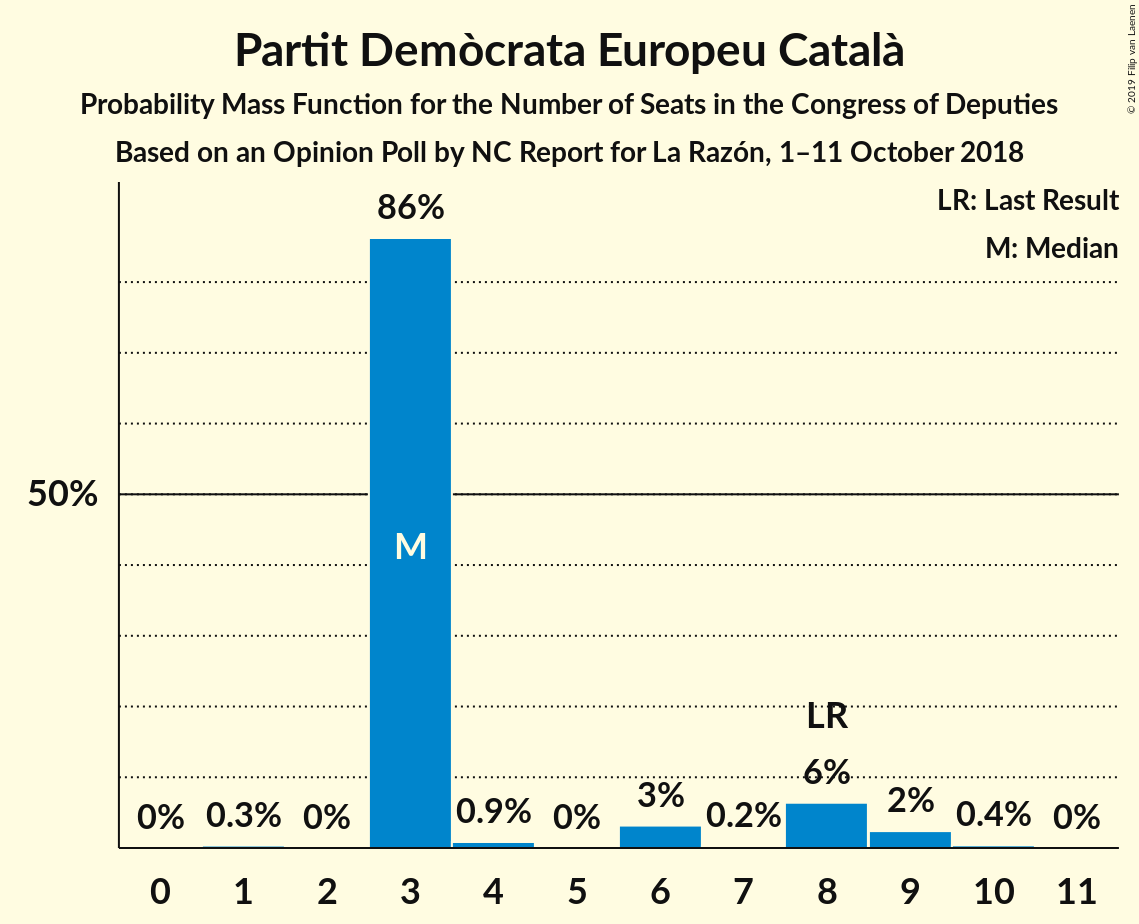 Partit Demòcrata Europeu Català
Probability Mass Function for the Number of Seats in the Congress of Deputies
Based on an Opinion Poll by NC Report for La Razón, 1–11 October 2018
© 2019 Filip van Laenen
LR: Last Result
M: Median
86%
50%
M
LR
0% 0.3% 0% 0.9% 0% 3% 0.2% 6% 2% 0.4% 0%
0 1 2 3 4 5 6 7 8 9 10 11